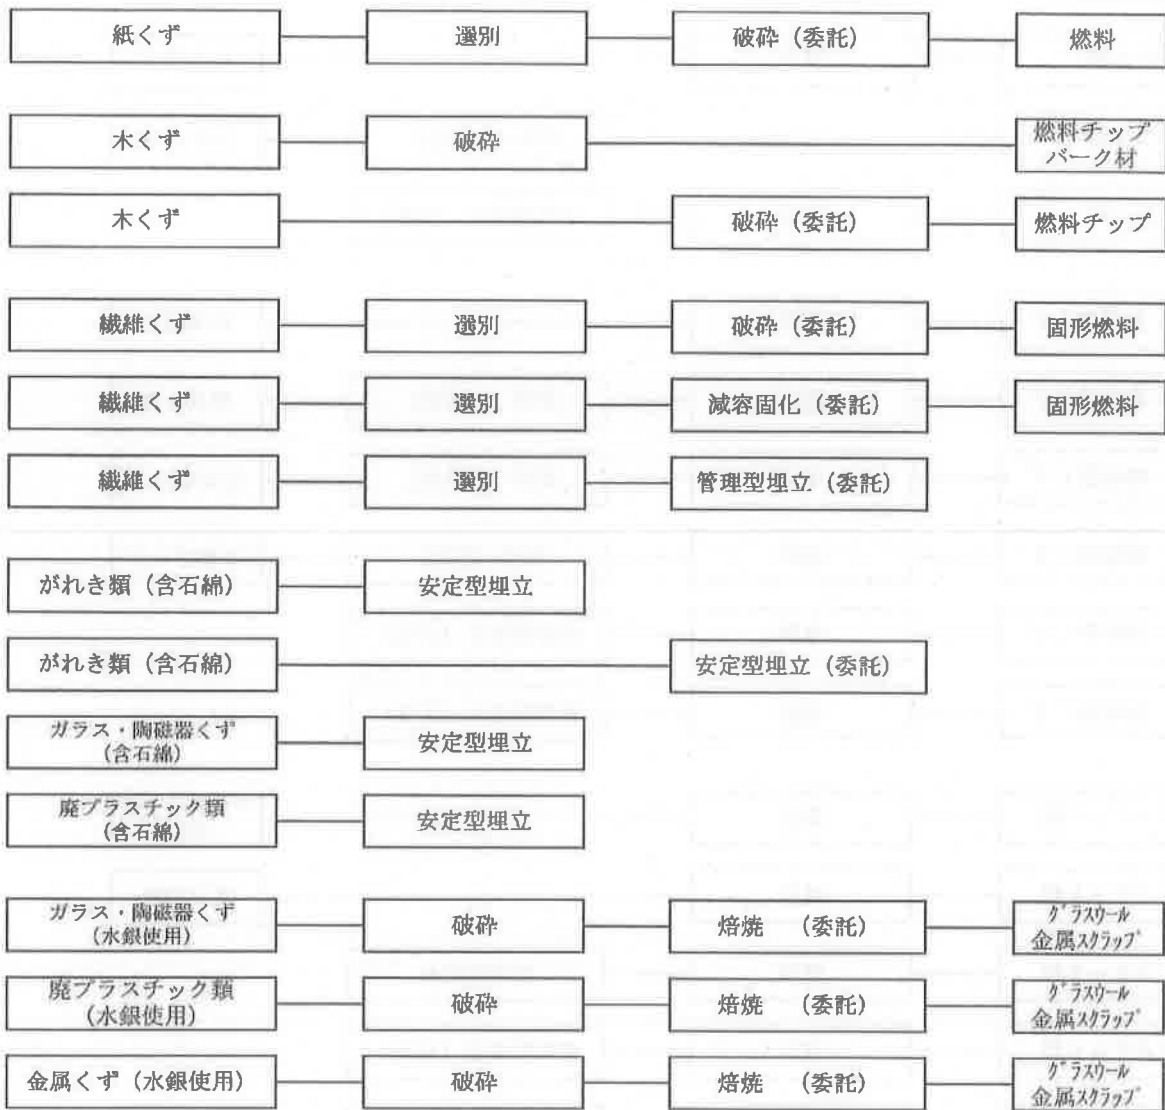 紙くず 選別 破砕（委託） 燃料
木くず 破砕 燃料チップ
バーク材
木くず 破砕（委託） 燃料チップ
繊維くず 選別 破砕（委託） 固形燃料
繊維くず 選別 減容固化（委託） 固形燃料
繊維くず 選別 管理型埋立（委託）
がれき類（含石綿） 安定型埋立
がれき類（含石綿） 安定型埋立（委託）
ガラス・陶磁器くず
（含石綿）
安定型埋立
廃プラスチック類
（含石綿）
安定型埋立
ガラス・陶磁器くず
（水銀使用）
破砕 焙焼 （委託）
ｸﾞﾗｽｳｰﾙ
金属ｽｸﾗｯﾌﾟ
廃プラスチック類
（水銀使用）
破砕 焙焼 （委託）
ｸﾞﾗｽｳｰﾙ
金属ｽｸﾗｯﾌﾟ
金属くず（水銀使用） 破砕 焙焼 （委託）
ｸﾞﾗｽｳｰﾙ
金属ｽｸﾗｯﾌﾟ